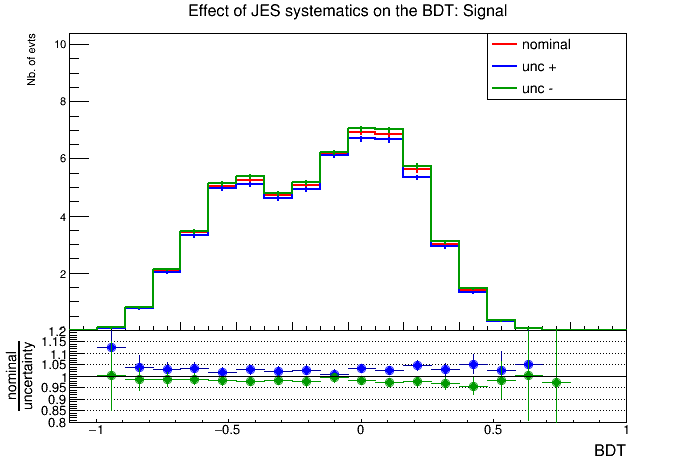 Effect of JES systematics on the BDT: Signal
Nb. of evts
10
8
6
4
2
nominal
unc +
unc -
1.2
1.15
1.1
1.05
1
0.95
0.9
0.85
0.8
nominal
uncertainty
−1
−0.5
0
0.5
1
BDT